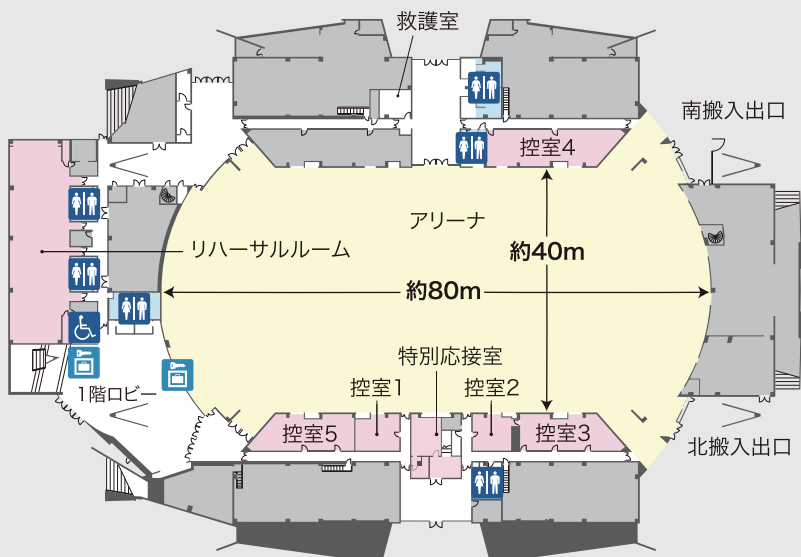 救護室
南搬入出口
控室4
アリーナ
リハーサルルーム
約40m
約80m
特別応接室
控室1
控室2
1階ロビー
控室5
控室3
北搬入出口